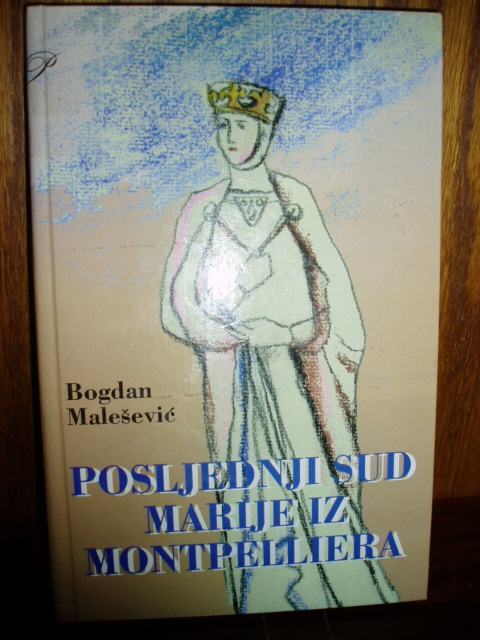 P
Bogdan
Malešević
POSLJEDNJI SUD
MARIJE IZ
MONTPELLIERA